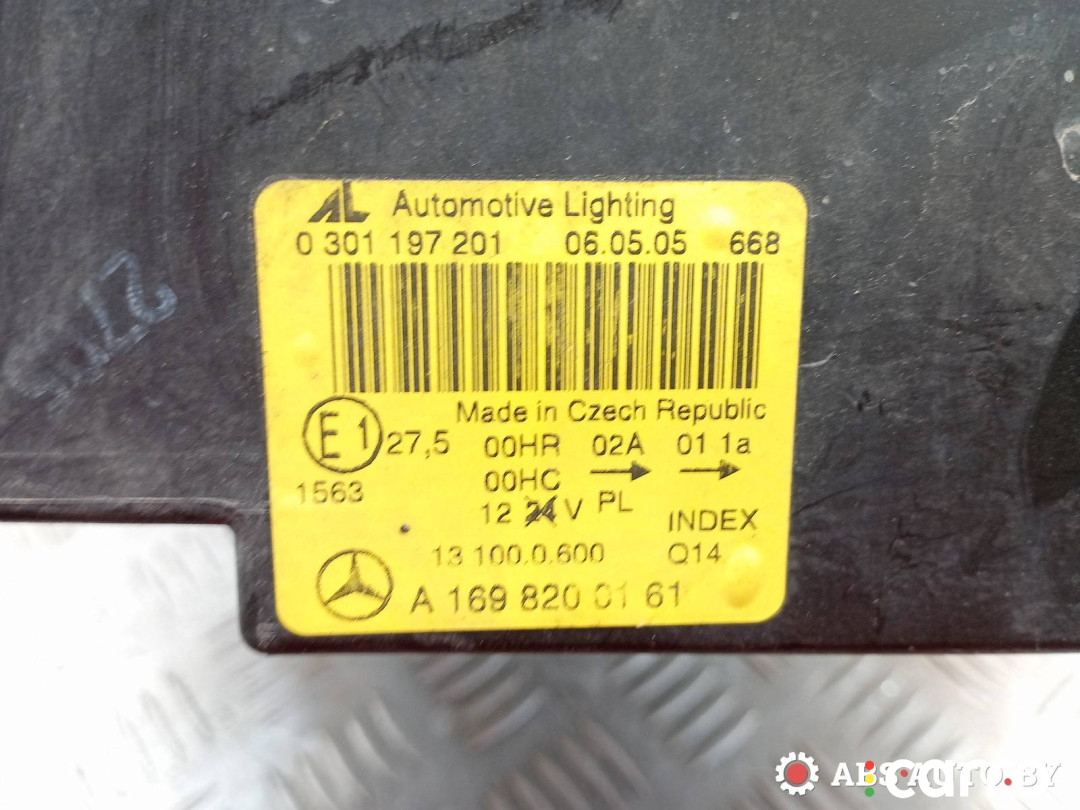 AL Automotive Lighting
0 301 197 201 06.05.05 668
Made in Czech Republic
E1 27,5 00HR 02A 01 1a
00HC
1563
12 24 V PL
INDEX
13 100.0.600 Q14
A 169 820 01 61
ABS-AUTO.BY